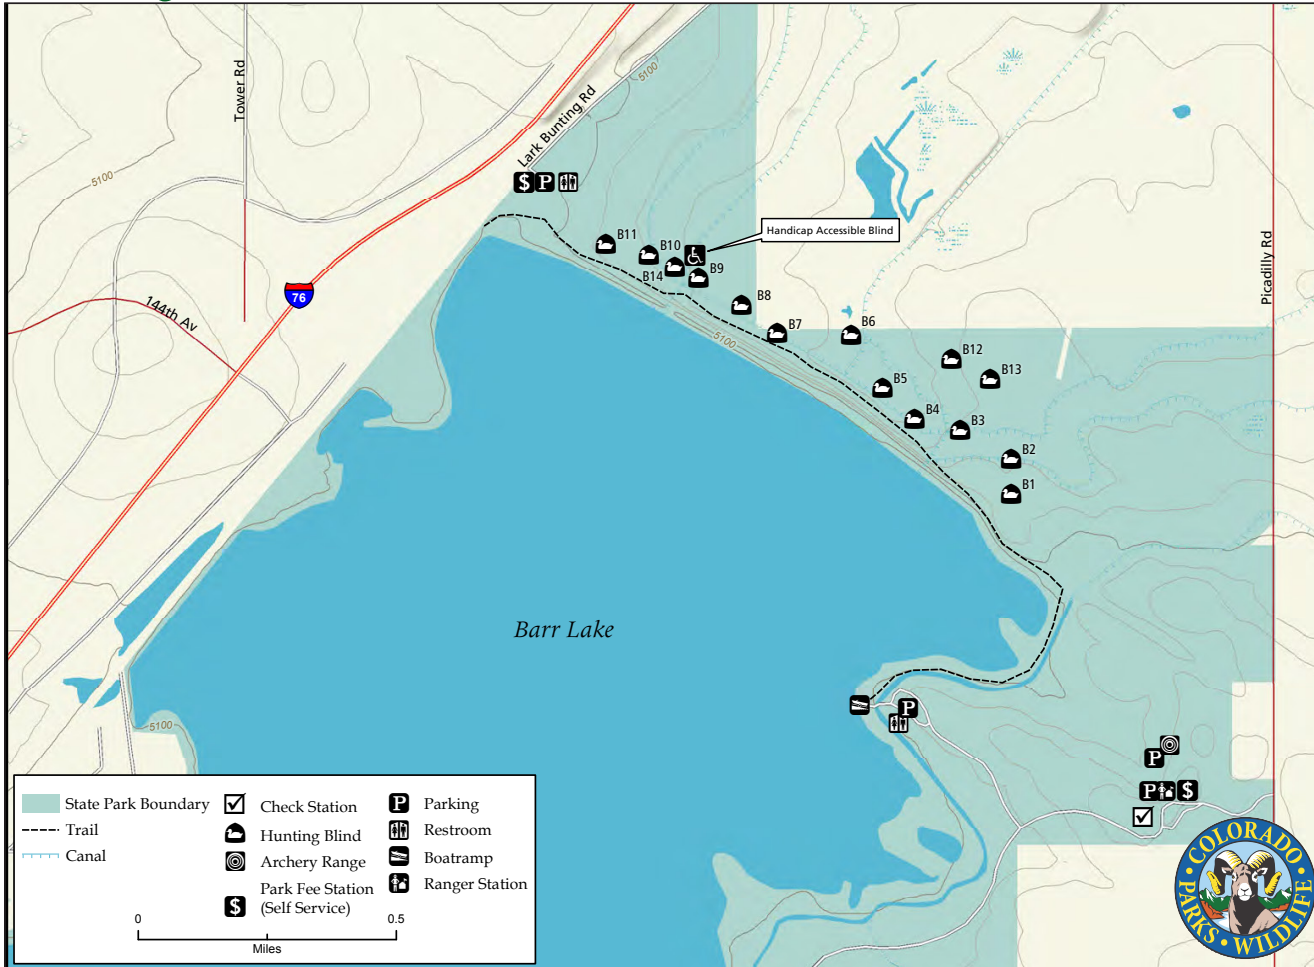 Tower Rd
Lark Bunting Rd
5100
5100
144th Av
76
Picadilly Rd
Handicap Accessible Blind
B11
B10
B14
B9
B8
B7
B6
B12
B13
B5
B4
B3
B2
B1
5100
Barr Lake
5100
P
P
P
$
$
P
State Park Boundary
Trail
Canal
Check Station
Hunting Blind
Archery Range
Park Fee Station
(Self Service)
$
P
Parking
Restroom
Boatramp
Ranger Station
0
0.5
Miles
COLORADO
PARKS • WILDLIFE